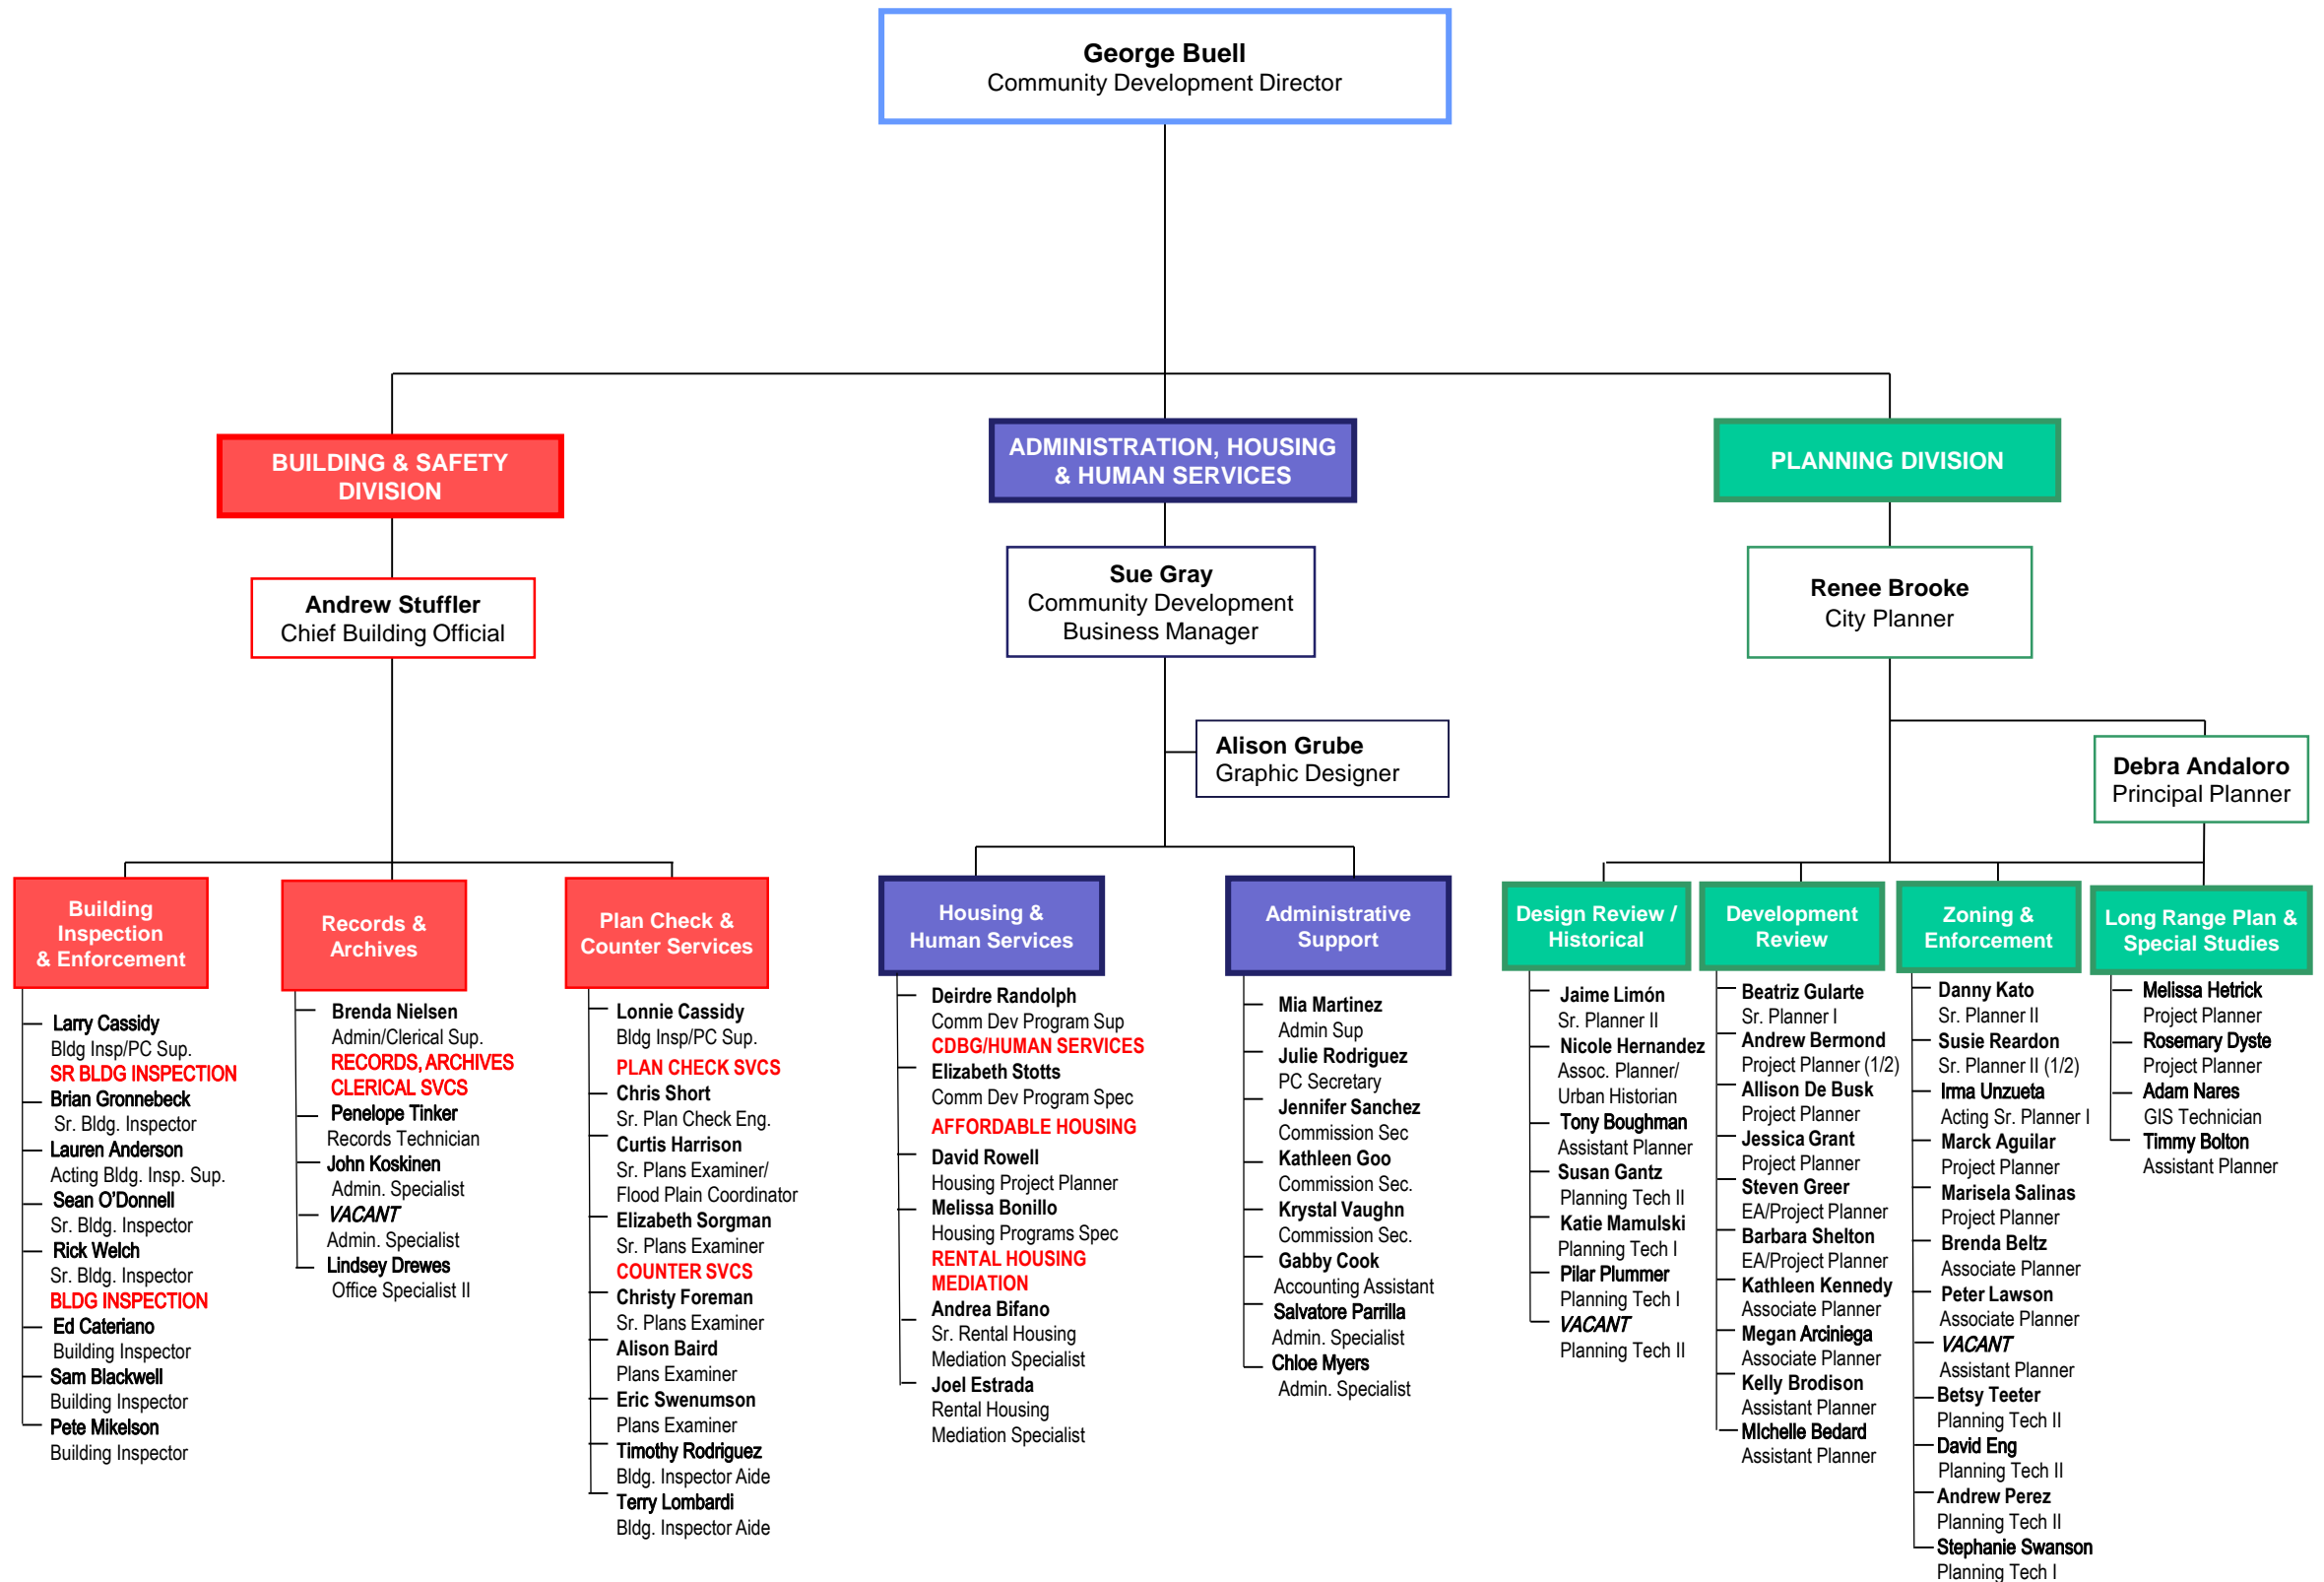 George Buell
Community Development Director
BUILDING & SAFETY
DIVISION
ADMINISTRATION, HOUSING
& HUMAN SERVICES
PLANNING DIVISION
Andrew Stuffler
Chief Building Official
Sue Gray
Community Development
Business Manager
Renee Brooke
City Planner
Alison Grube
Graphic Designer
Debra Andaloro
Principal Planner
Building
Inspection
& Enforcement
Larry Cassidy
Bldg Insp/PC Sup.
SR BLDG INSPECTION
Brian Gronnebeck
Sr. Bldg. Inspector
Lauren Anderson
Acting Bldg. Insp. Sup.
Sean O'Donnell
Sr. Bldg. Inspector
Rick Welch
Sr. Bldg. Inspector
BLDG INSPECTION
Ed Cateriano
Building Inspector
Sam Blackwell
Building Inspector
Pete Mikelson
Building Inspector
Records &
Archives
Brenda Nielsen
Admin/Clerical Sup.
RECORDS, ARCHIVES
CLERICAL SVCS
Penelope Tinker
Records Technician
John Koskinen
Admin. Specialist
VACANT
Admin. Specialist
Lindsey Drewes
Office Specialist II
Plan Check &
Counter Services
Lonnie Cassidy
Bldg Insp/PC Sup.
PLAN CHECK SVCS
Chris Short
Sr. Plan Check Eng.
Curtis Harrison
Sr. Plans Examiner/
Flood Plain Coordinator
Elizabeth Sorgman
Sr. Plans Examiner
COUNTER SVCS
Christy Foreman
Sr. Plans Examiner
Alison Baird
Plans Examiner
Eric Swenumson
Plans Examiner
Timothy Rodriguez
Bldg. Inspector Aide
Terry Lombardi
Bldg. Inspector Aide
Housing &
Human Services
Deirdre Randolph
Comm Dev Program Sup
CDBG/HUMAN SERVICES
Elizabeth Stotts
Comm Dev Program Spec
AFFORDABLE HOUSING
David Rowell
Housing Project Planner
Melissa Bonillo
Housing Programs Spec
RENTAL HOUSING
MEDIATION
Andrea Bifano
Sr. Rental Housing
Mediation Specialist
Joel Estrada
Rental Housing
Mediation Specialist
Administrative
Support
Mia Martinez
Admin Sup
Julie Rodriguez
PC Secretary
Jennifer Sanchez
Commission Sec
Kathleen Goo
Commission Sec.
Krystal Vaughn
Commission Sec.
Gabby Cook
Accounting Assistant
Salvatore Parrilla
Admin. Specialist
Chloe Myers
Admin. Specialist
Design Review /
Historical
Jaime Limón
Sr. Planner II
Nicole Hernandez
Assoc. Planner/
Urban Historian
Tony Boughman
Assistant Planner
Susan Gantz
Planning Tech II
Katie Mamulski
Planning Tech I
Pilar Plummer
Planning Tech I
VACANT
Planning Tech II
Development
Review
Beatriz Gularte
Sr. Planner I
Andrew Bermond
Project Planner (1/2)
Allison De Busk
Project Planner
Jessica Grant
Project Planner
Steven Greer
EA/Project Planner
Barbara Shelton
EA/Project Planner
Kathleen Kennedy
Associate Planner
Megan Arciniega
Associate Planner
Kelly Brodison
Assistant Planner
MIchelle Bedard
Assistant Planner
Zoning &
Enforcement
Danny Kato
Sr. Planner II
Susie Reardon
Sr. Planner II (1/2)
Irma Unzueta
Acting Sr. Planner I
Marck Aguilar
Project Planner
Marisela Salinas
Project Planner
Brenda Beltz
Associate Planner
Peter Lawson
Associate Planner
VACANT
Assistant Planner
Betsy Teeter
Planning Tech II
David Eng
Planning Tech II
Andrew Perez
Planning Tech II
Stephanie Swanson
Planning Tech I
Long Range Plan &
Special Studies
Melissa Hetrick
Project Planner
Rosemary Dyste
Project Planner
Adam Nares
GIS Technician
Timmy Bolton
Assistant Planner